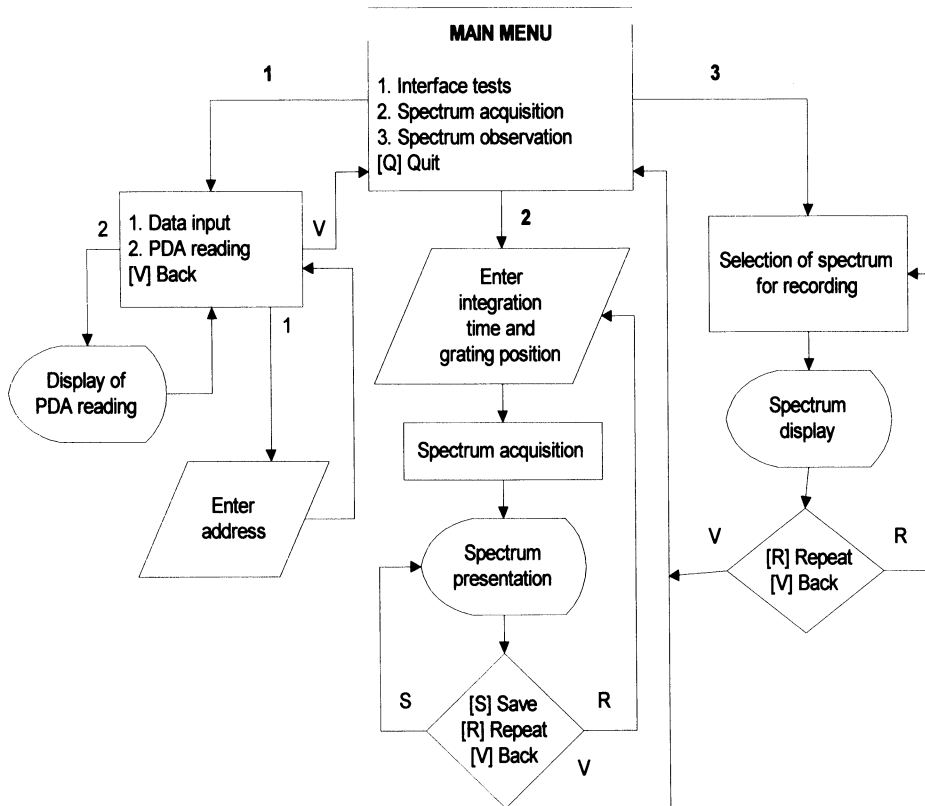 MAIN MENU
1. Interface tests
2. Spectrum acquisition
3. Spectrum observation
[Q] Quit
1
3
2
V
1. Data input
2. PDA reading
[V] Back
2
1
Display of
PDA reading
Enter
address
Enter
integration
time and
grating position
Spectrum acquisition
Spectrum
presentation
S
[S] Save
[R] Repeat
[V] Back
R
V
Selection of spectrum
for recording
Spectrum
display
V
[R] Repeat
[V] Back
R